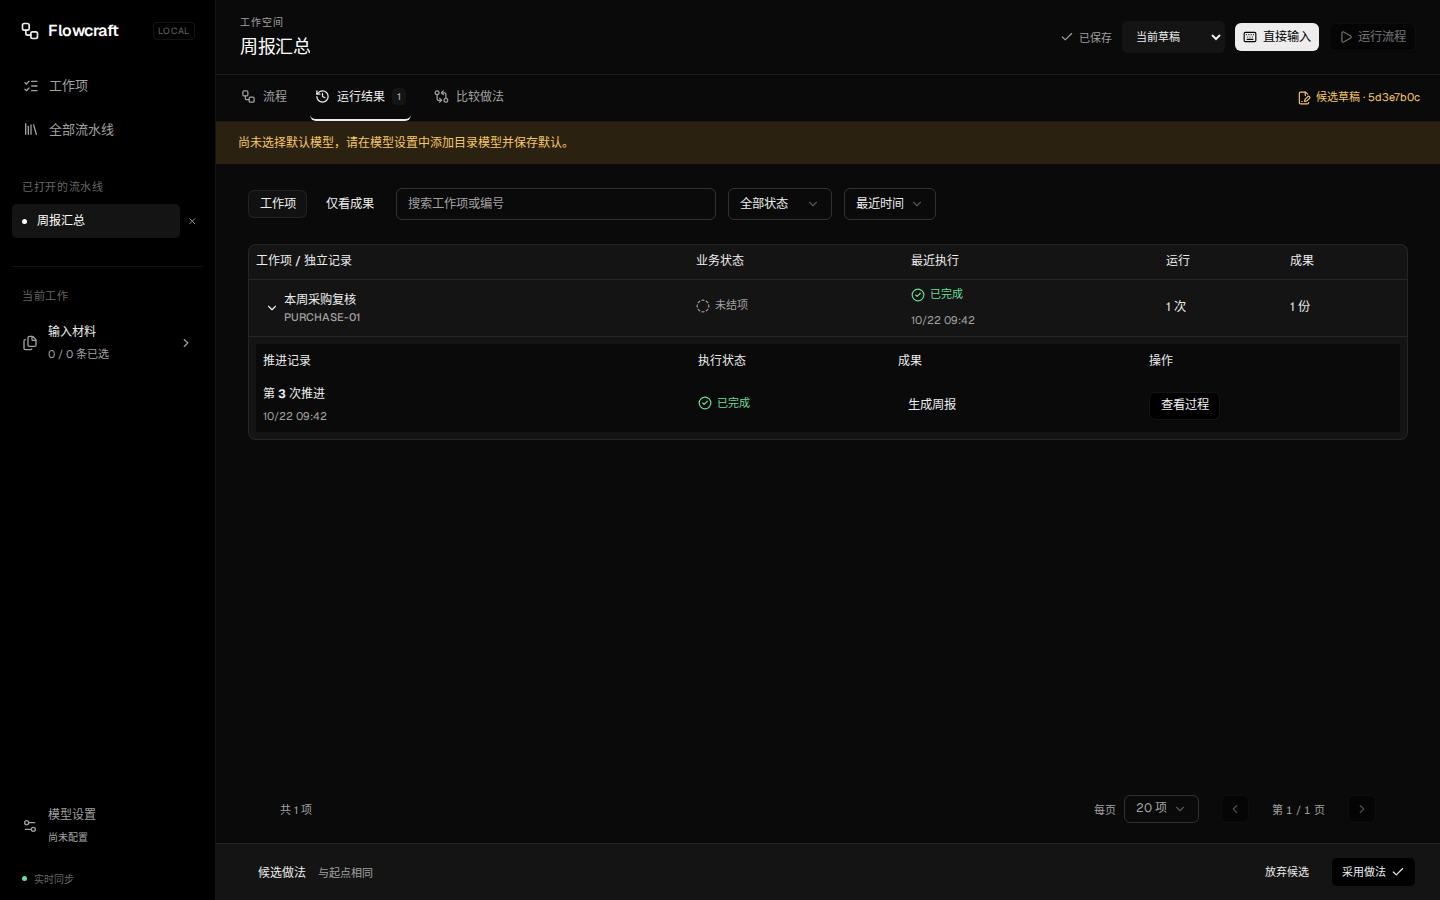 Flowcraft
LOCAL
工作项
全部流水线
已打开的流水线
周报汇总
当前工作
输入材料
0 / 0 条已选
模型设置
尚未配置
实时同步
工作空间
周报汇总
已保存
当前草稿
直接输入
运行流程
流程
运行结果 1
比较做法
候选草稿 · 5d3e7b0c
尚未选择默认模型，请在模型设置中添加目录模型并保存默认。
工作项
仅看成果
搜索工作项或编号
全部状态
最近时间
工作项 / 独立记录 业务状态 最近执行 运行 成果
本周采购复核
PURCHASE-01
未结项
已完成
10/22 09:42
1 次
1 份
推进记录 执行状态 成果 操作
第 3 次推进
10/22 09:42
已完成
生成周报
查看过程
共 1 项
每页
20 项
第 1 / 1 页
候选做法 与起点相同
放弃候选
采用做法